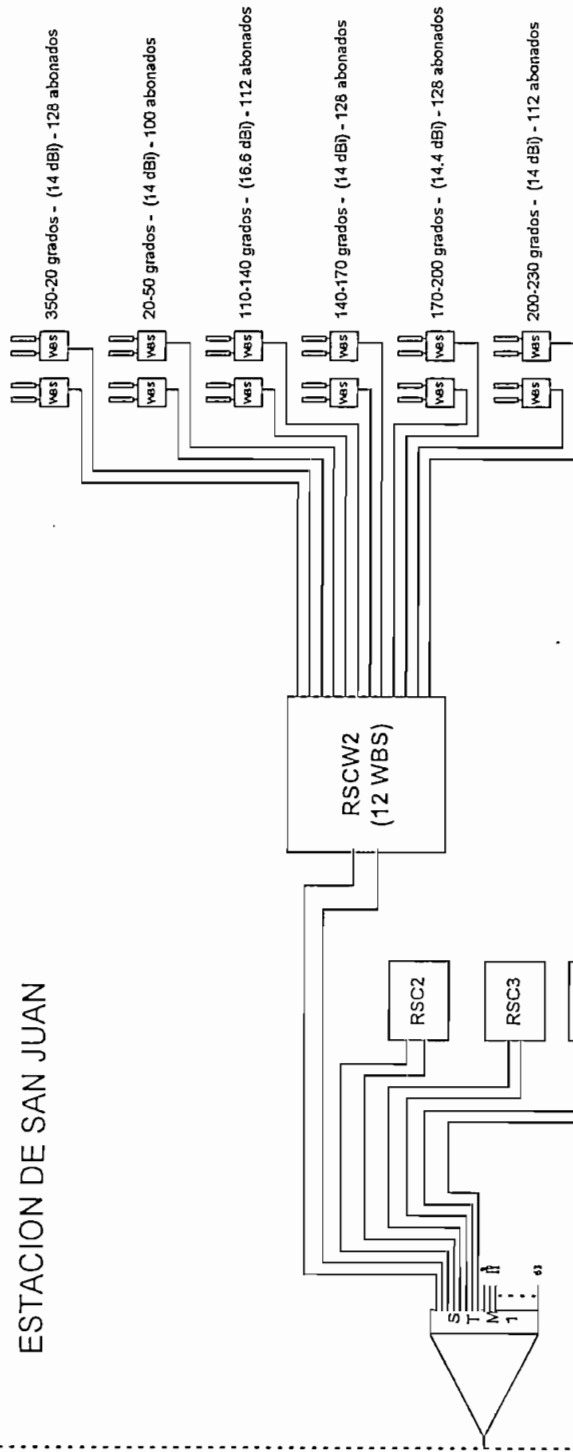 ESTACION DE SAN JUAN
350-20 grados - (14 dBi) - 128 abonados
WBS
WBS
20-50 grados - (14 dBi) - 100 abonados
WBS
WBS
110-140 grados - (16.6 dBi) - 112 abonados
WBS
WBS
140-170 grados - (14 dBi) - 128 abonados
WBS
WBS
170-200 grados - (14.4 dBi) - 128 abonados
WBS
WBS
200-230 grados - (14 dBi) - 112 abonados
WBS
WBS
RSCW2
(12 WBS)
RSC2
RSC3
S
T
M
1
63